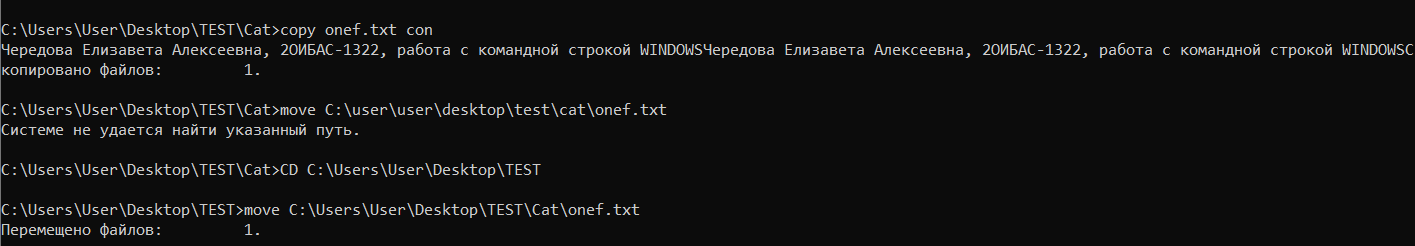 C:\Users\User\Desktop\TEST\Cat>copy onef.txt con
Чередова Елизавета Алексеевна, 2ОИБАС-1322, работа с командной строкой WINDOWSЧередова Елизавета Алексеевна, 2ОИБАС-1322, работа с командной строкой WINDOWSС
копировано файлов:         1.
C:\Users\User\Desktop\TEST\Cat>move C:\user\user\desktop\test\cat\onef.txt
Системе не удается найти указанный путь.
C:\Users\User\Desktop\TEST\Cat>CD C:\Users\User\Desktop\TEST
C:\Users\User\Desktop\TEST>move C:\Users\User\Desktop\TEST\Cat\onef.txt
Перемещено файлов:         1.